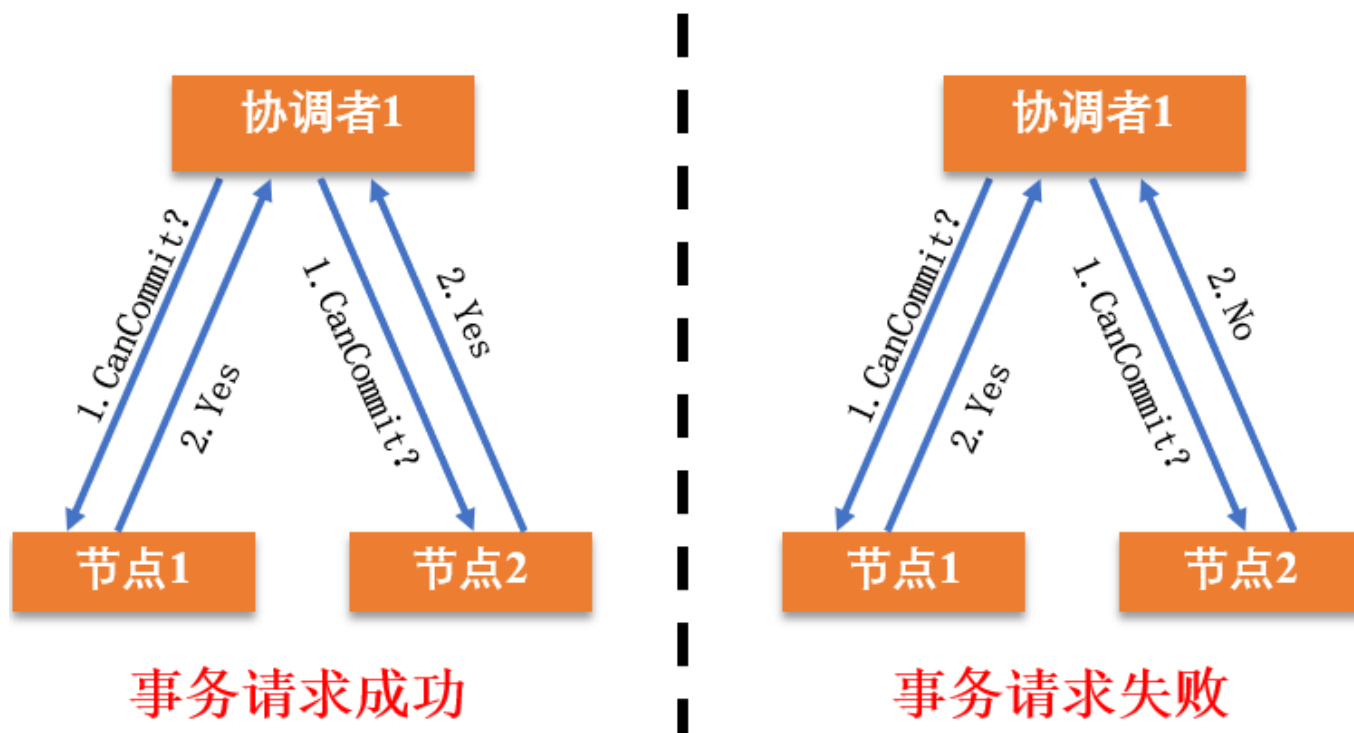 协调者1
1.CanCommit?
2.Yes
1.CanCommit?
2.Yes
节点1
节点2
事务请求成功
协调者1
1.CanCommit?
2.Yes
1.CanCommit?
2.No
节点1
节点2
事务请求失败